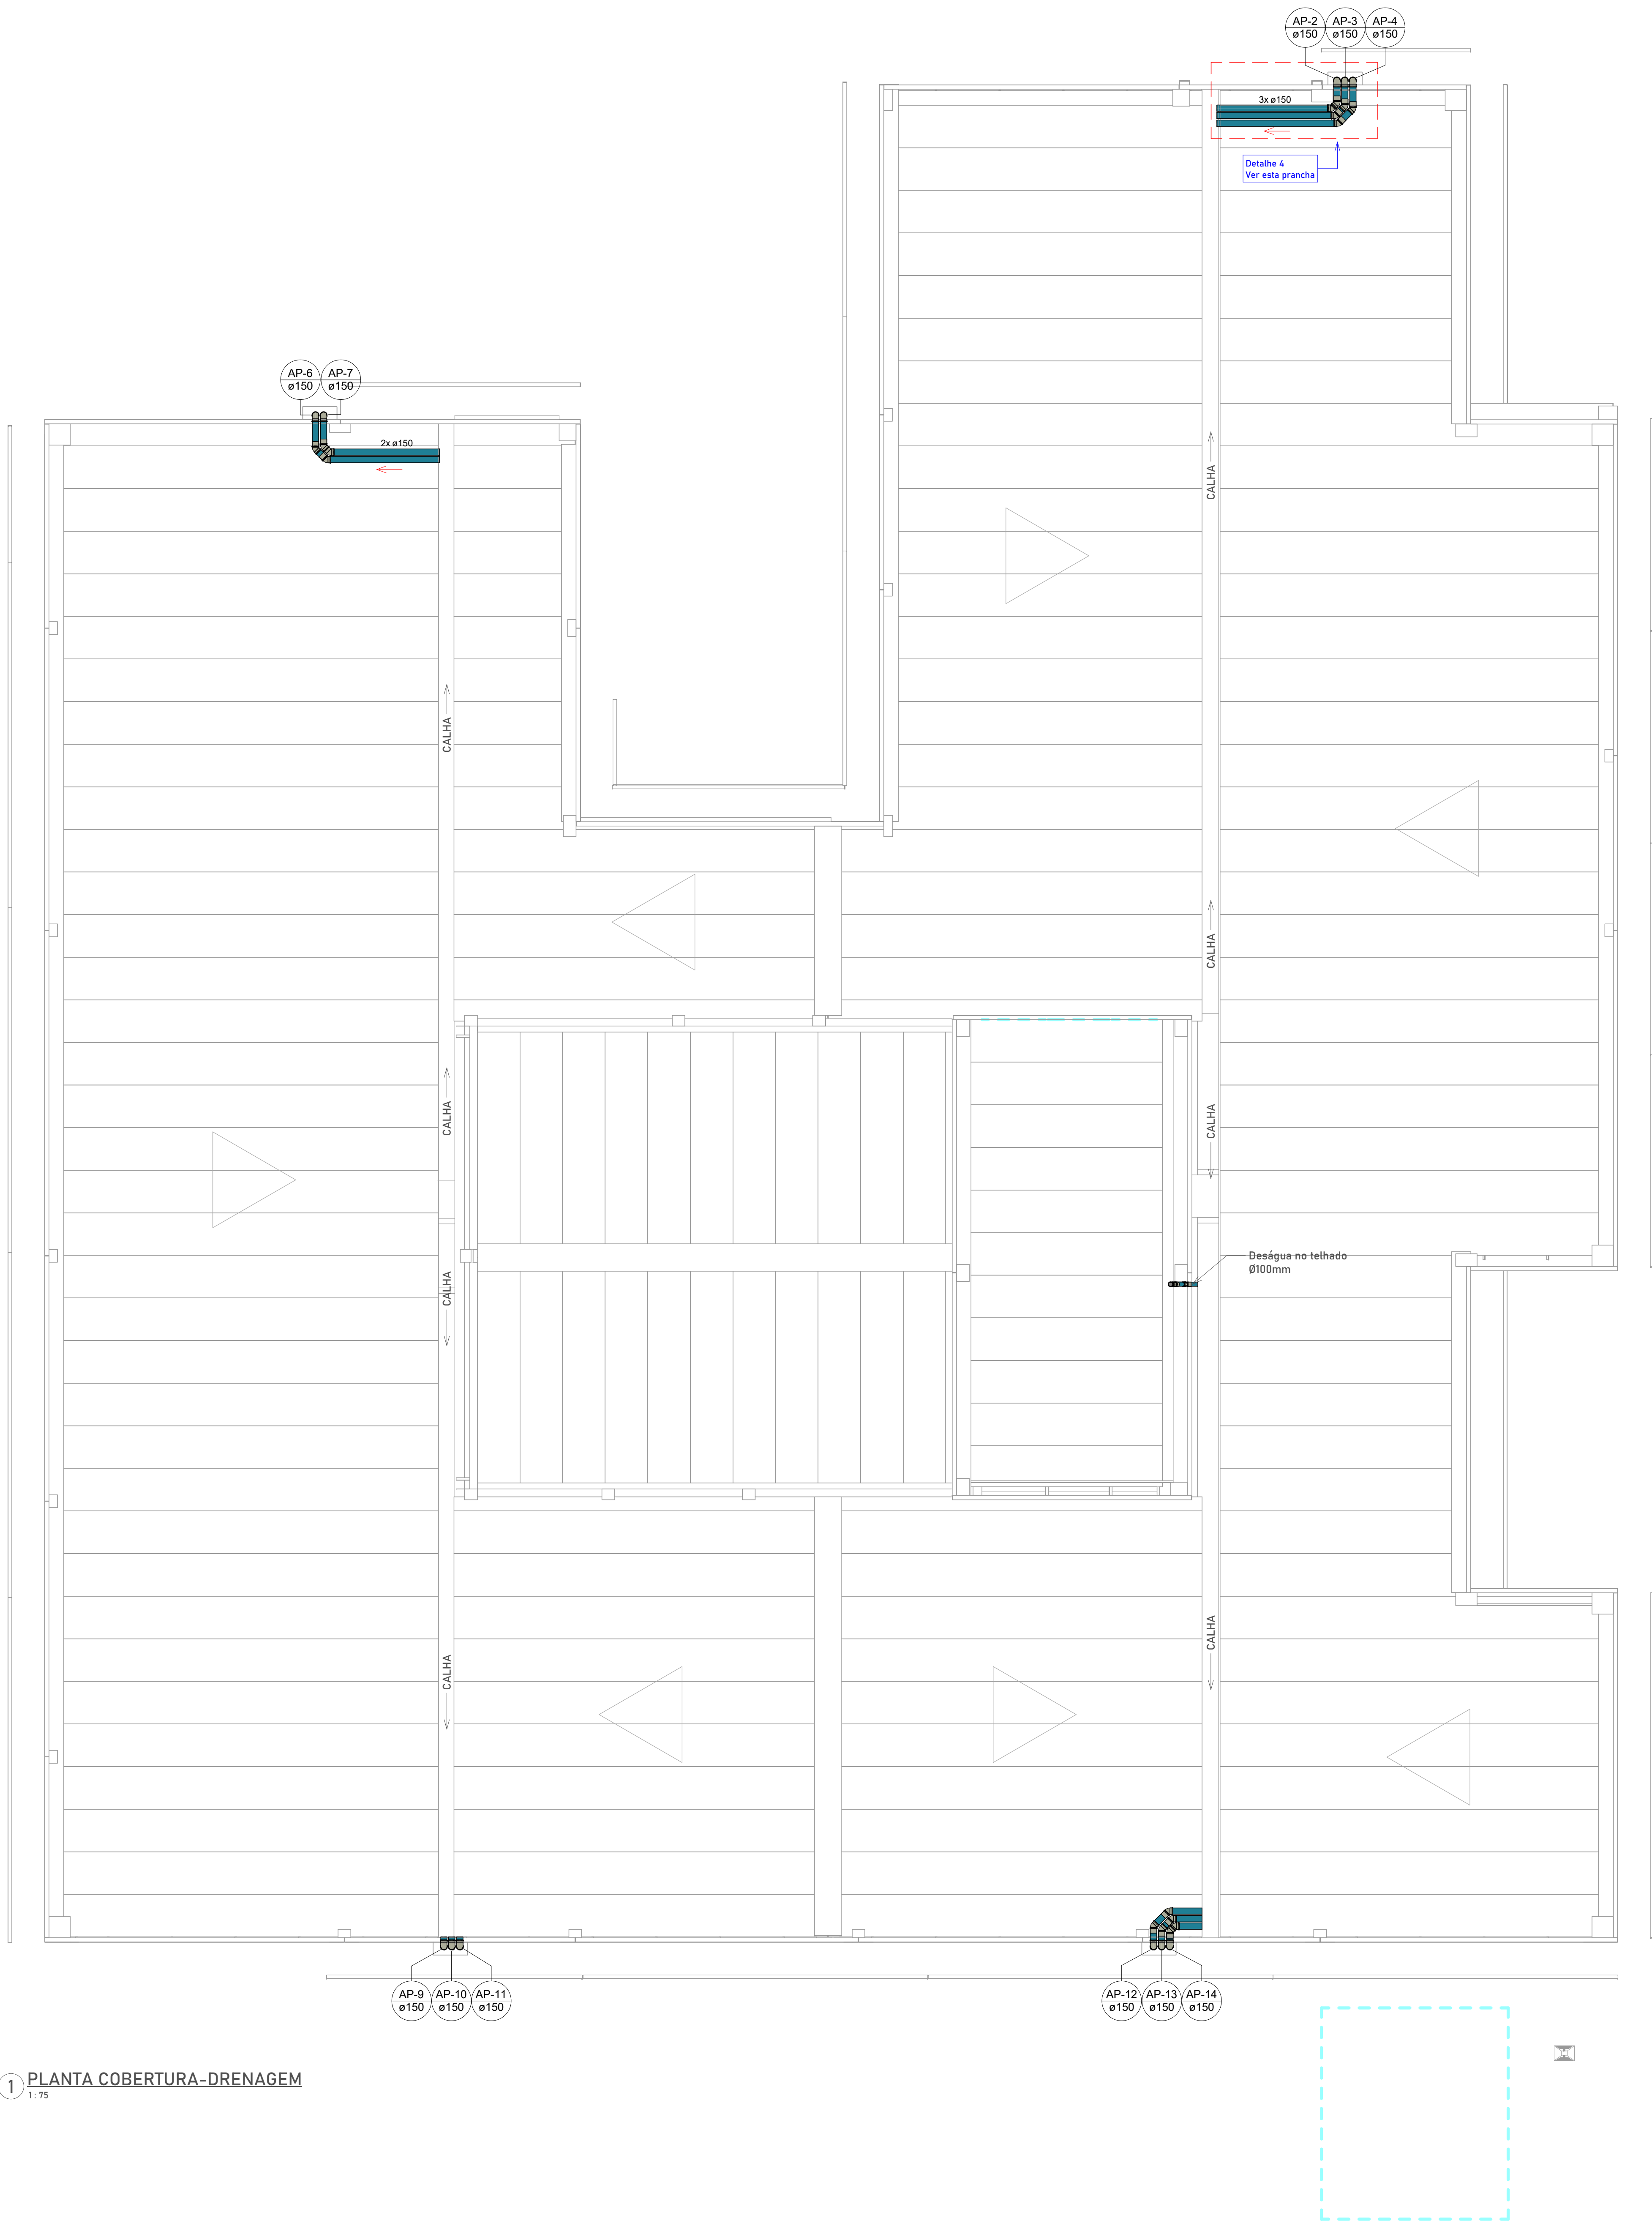 AP-2 AP-3 AP-4
ø150 ø150 ø150
3x ø150
Detalhe 4
Ver esta prancha
AP-6 AP-7
ø150 ø150
2x ø150
CALHA
CALHA
CALHA
CALHA
CALHA
CALHA
Deságua no telhado
Ø100mm
CALHA
CALHA
CALHA
AP-9 AP-10 AP-11
ø150 ø150 ø150
AP-12 AP-13 AP-14
ø150 ø150 ø150
1 PLANTA COBERTURA-DRENAGEM
1 : 75